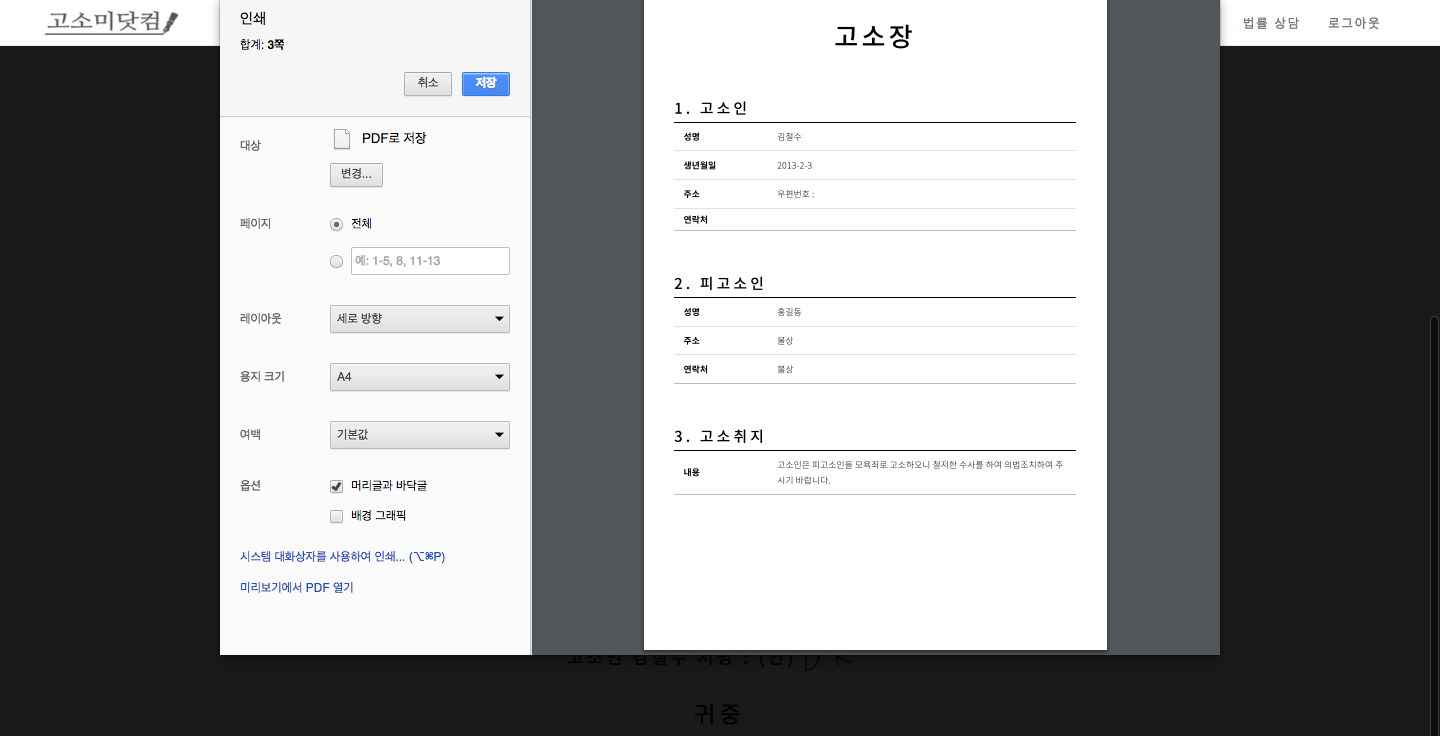 고소미닷컴
법률 상담
로그아웃
인쇄
합계: 3쪽
취소
저장
대상
PDF로 저장
변경...
페이지
전체
예: 1-5, 8, 11-13
레이아웃
세로 방향
용지 크기
A4
여백
기본값
옵션
머리글과 바닥글
배경 그래픽
시스템 대화상자를 사용하여 인쇄... (⌥⌘P)
미리보기에서 PDF 열기
고소장
1. 고소인
성명 김철수
생년월일 2013-2-3
주소 우편번호 :
연락처
2. 피고소인
성명 홍길동
주소 불상
연락처 불상
3. 고소취지
내용 고소인은 피고소인을 모욕죄로 고소하오니 철저한 수사를 하여 의법조치하여 주
시기 바랍니다.
고소인 김철수 서명 : (인)
귀중